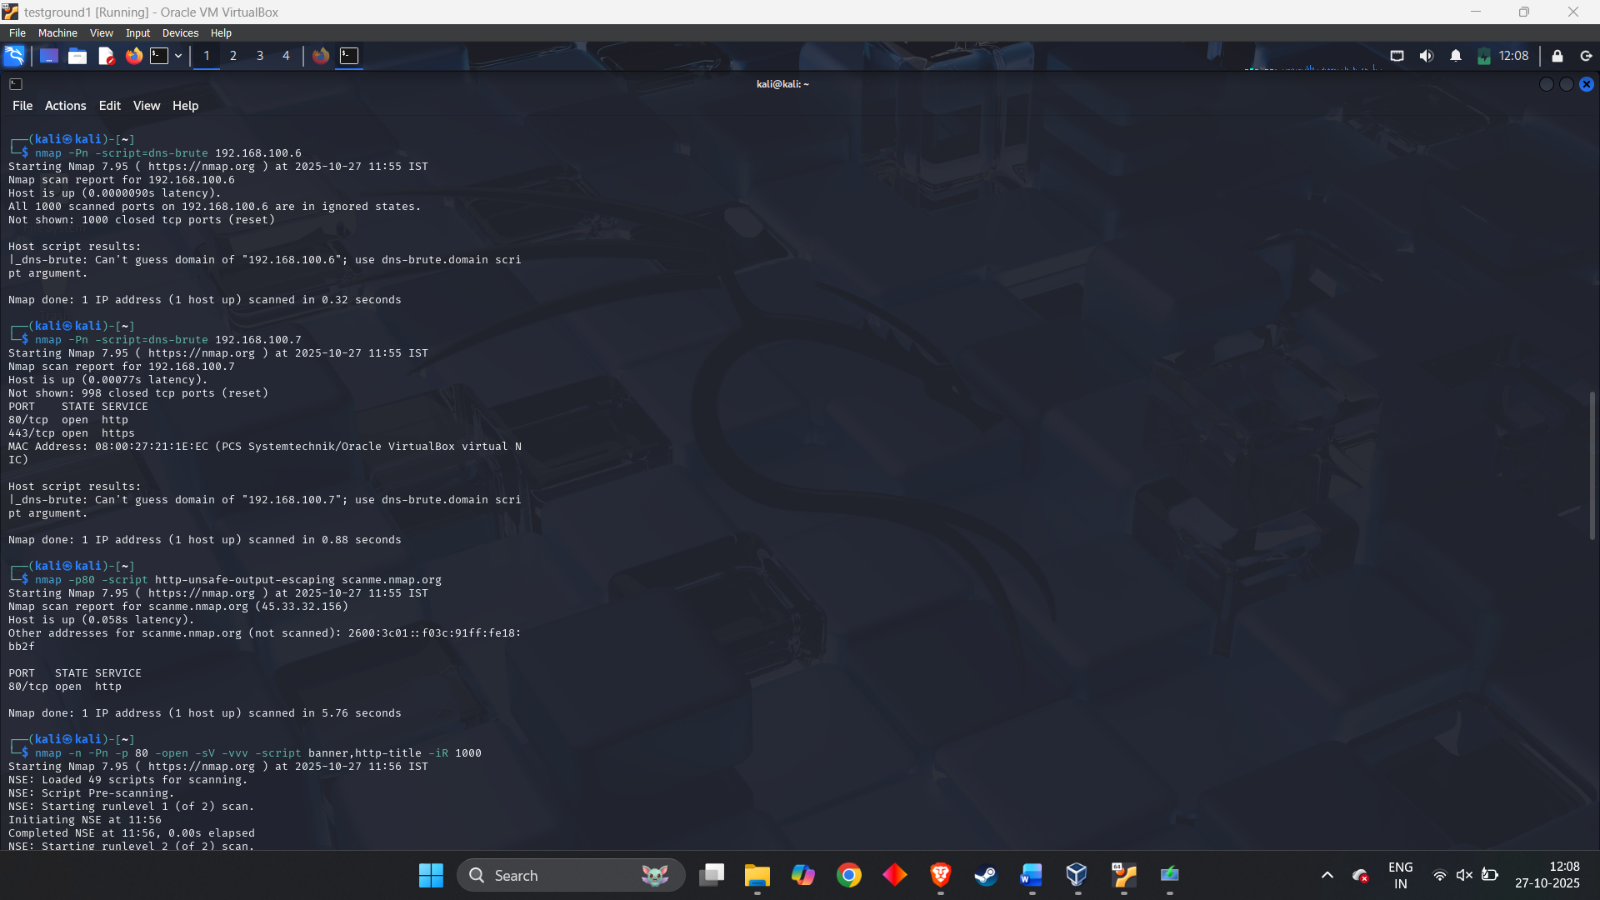 testground1 [Running] - Oracle VM VirtualBox
File Machine View Input Devices Help
1 2 3 4 12:08
kali@kali: ~
File Actions Edit View Help
┌──(kali㉿kali)-[~]
└─$ nmap -Pn -script=dns-brute 192.168.100.6
Starting Nmap 7.95 ( https://nmap.org ) at 2025-10-27 11:55 IST
Nmap scan report for 192.168.100.6
Host is up (0.0000090s latency).
All 1000 scanned ports on 192.168.100.6 are in ignored states.
Not shown: 1000 closed tcp ports (reset)
Host script results:
|_dns-brute: Can't guess domain of "192.168.100.6"; use dns-brute.domain scri
pt argument.
Nmap done: 1 IP address (1 host up) scanned in 0.32 seconds
┌──(kali㉿kali)-[~]
└─$ nmap -Pn -script=dns-brute 192.168.100.7
Starting Nmap 7.95 ( https://nmap.org ) at 2025-10-27 11:55 IST
Nmap scan report for 192.168.100.7
Host is up (0.00077s latency).
Not shown: 998 closed tcp ports (reset)
PORT    STATE SERVICE
80/tcp  open  http
443/tcp open  https
MAC Address: 08:00:27:21:1E:EC (PCS Systemtechnik/Oracle VirtualBox virtual N
IC)
Host script results:
|_dns-brute: Can't guess domain of "192.168.100.7"; use dns-brute.domain scri
pt argument.
Nmap done: 1 IP address (1 host up) scanned in 0.88 seconds
┌──(kali㉿kali)-[~]
└─$ nmap -p80 -script http-unsafe-output-escaping scanme.nmap.org
Starting Nmap 7.95 ( https://nmap.org ) at 2025-10-27 11:55 IST
Nmap scan report for scanme.nmap.org (45.33.32.156)
Host is up (0.058s latency).
Other addresses for scanme.nmap.org (not scanned): 2600:3c01::f03c:91ff:fe18:
bb2f
PORT   STATE SERVICE
80/tcp open  http
Nmap done: 1 IP address (1 host up) scanned in 5.76 seconds
┌──(kali㉿kali)-[~]
└─$ nmap -n -Pn -p 80 -open -sV -vvv -script banner,http-title -iR 1000
Starting Nmap 7.95 ( https://nmap.org ) at 2025-10-27 11:56 IST
NSE: Loaded 49 scripts for scanning.
NSE: Script Pre-scanning.
NSE: Starting runlevel 1 (of 2) scan.
Initiating NSE at 11:56
Completed NSE at 11:56, 0.00s elapsed
NSE: Starting runlevel 2 (of 2) scan.
Search
ENG
IN
12:08
27-10-2025